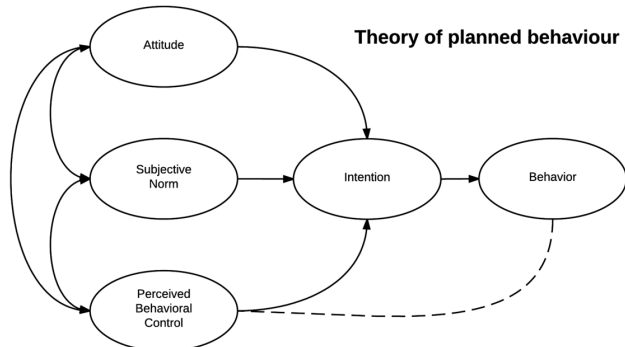 Theory of planned behaviour
Attitude
Subjective
Norm
Intention
Behavior
Perceived
Behavioral
Control